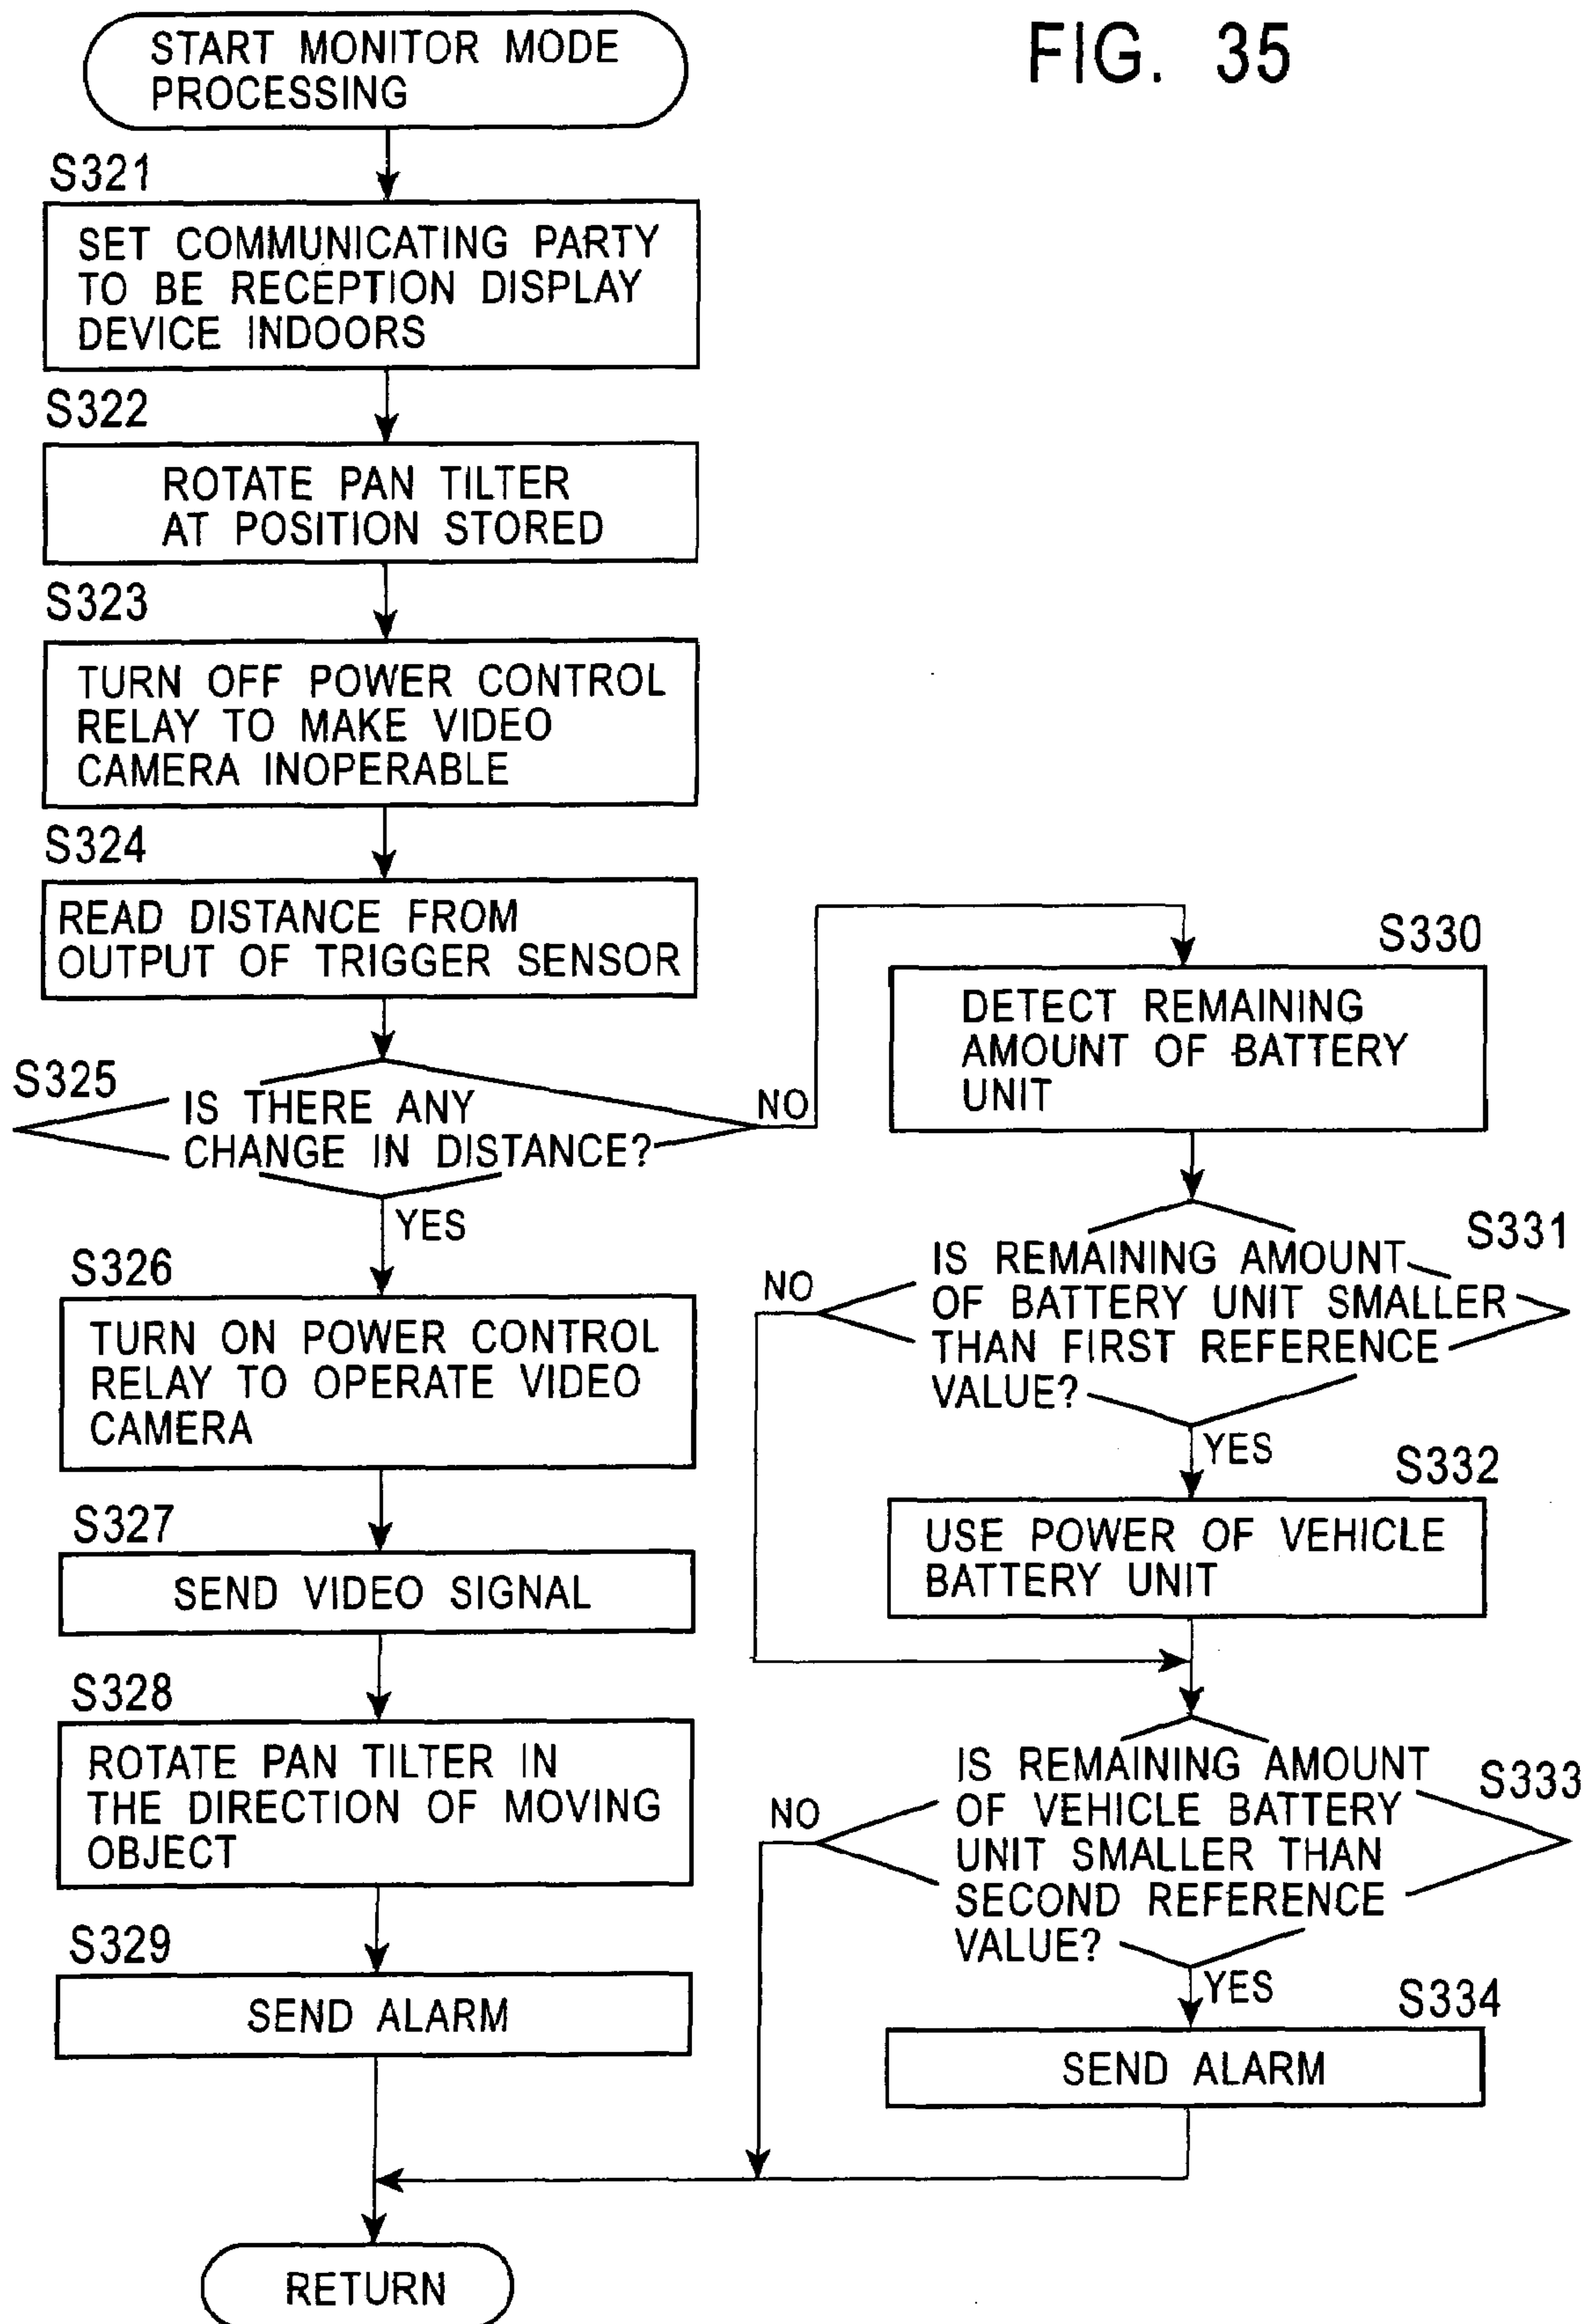 FIG. 35
START MONITOR MODE
PROCESSING
S321
SET COMMUNICATING PARTY
TO BE RECEPTION DISPLAY
DEVICE INDOORS
S322
ROTATE PAN TILTER
AT POSITION STORED
S323
TURN OFF POWER CONTROL
RELAY TO MAKE VIDEO
CAMERA INOPERABLE
S324
READ DISTANCE FROM
OUTPUT OF TRIGGER SENSOR
S325
IS THERE ANY
CHANGE IN DISTANCE?
NO
YES
S326
TURN ON POWER CONTROL
RELAY TO OPERATE VIDEO
CAMERA
S327
SEND VIDEO SIGNAL
S328
ROTATE PAN TILTER IN
THE DIRECTION OF MOVING
OBJECT
S329
SEND ALARM
S330
DETECT REMAINING
AMOUNT OF BATTERY
UNIT
S331
IS REMAINING AMOUNT
OF BATTERY UNIT SMALLER
THAN FIRST REFERENCE
VALUE?
NO
YES
S332
USE POWER OF VEHICLE
BATTERY UNIT
S333
IS REMAINING AMOUNT
OF VEHICLE BATTERY
UNIT SMALLER THAN
SECOND REFERENCE
VALUE?
NO
YES
S334
SEND ALARM
RETURN